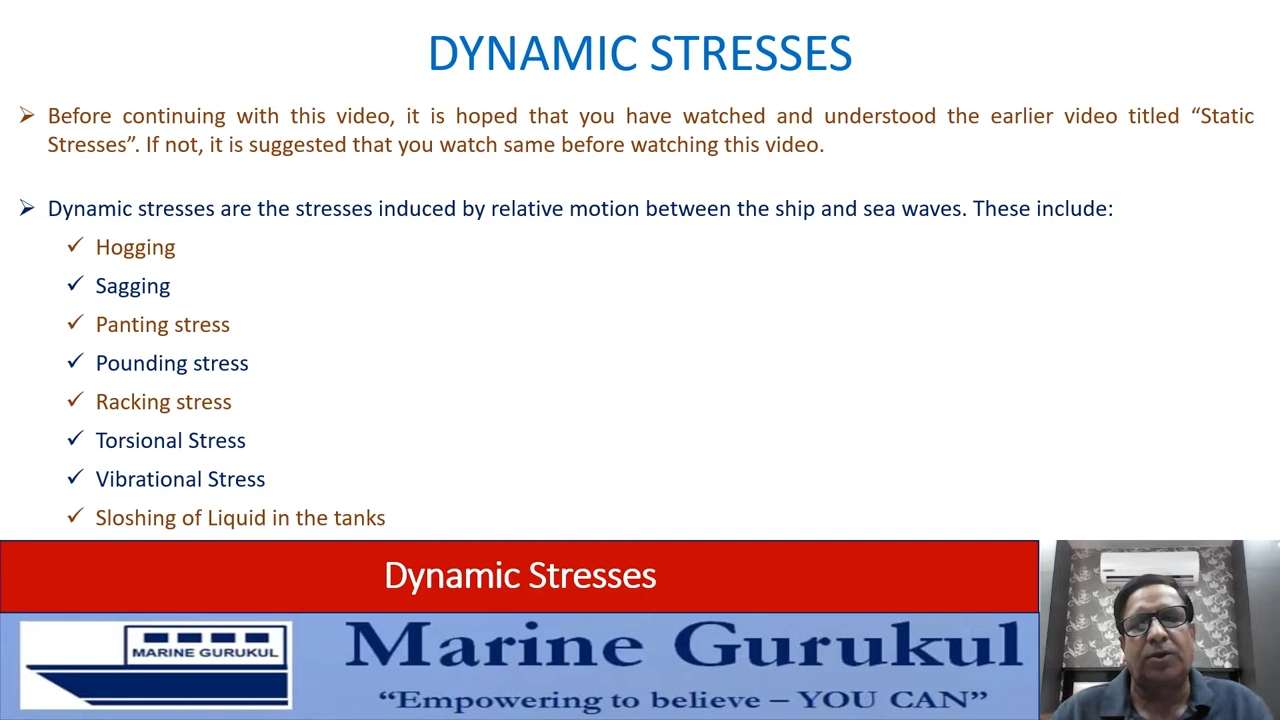 DYNAMIC STRESSES
Before continuing with this video, it is hoped that you have watched and understood the earlier video titled “Static
Stresses”. If not, it is suggested that you watch same before watching this video.
Dynamic stresses are the stresses induced by relative motion between the ship and sea waves. These include:
Hogging
Sagging
Panting stress
Pounding stress
Racking stress
Torsional Stress
Vibrational Stress
Sloshing of Liquid in the tanks
Dynamic Stresses
MARINE GURUKUL
Marine Gurukul
“Empowering to believe – YOU CAN”